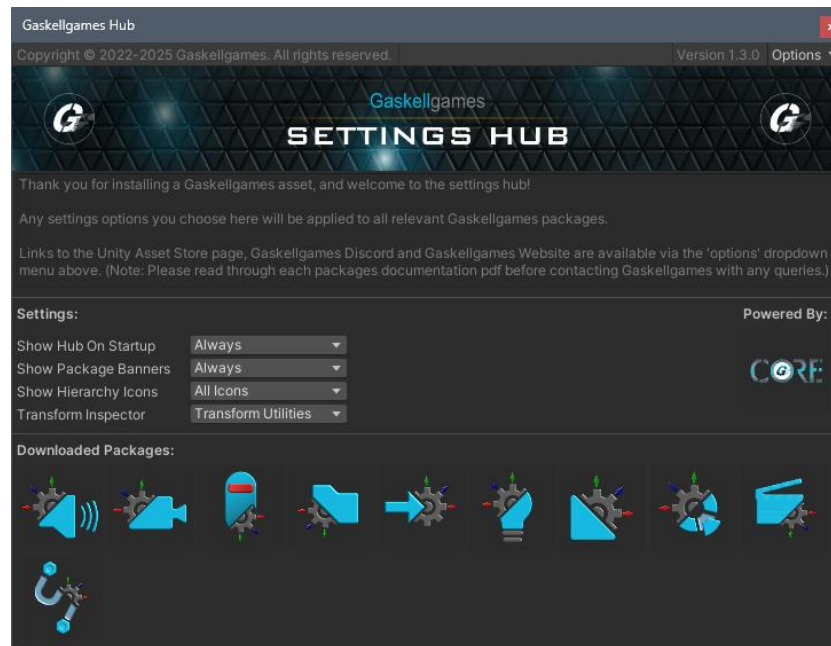 Gaskellgames Hub
Copyright © 2022-2025 Gaskellgames. All rights reserved.
Version 1.3.0 Options
Gaskellgames
SETTINGS HUB
Thank you for installing a Gaskellgames asset, and welcome to the settings hub!
Any settings options you choose here will be applied to all relevant Gaskellgames packages.
Links to the Unity Asset Store page, Gaskellgames Discord and Gaskellgames Website are available via the 'options' dropdown
menu above. (Note: Please read through each packages documentation pdf before contacting Gaskellgames with any queries.)
Settings:
Powered By:
Show Hub On Startup Always
Show Package Banners Always
Show Hierarchy Icons All Icons
Transform Inspector Transform Utilities
CORE
Downloaded Packages: